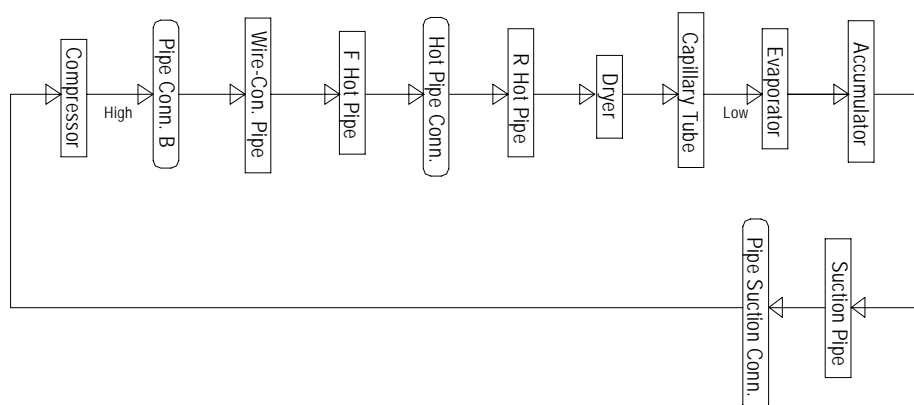 Compressor
High
Pipe Conn. B
Wire-Con. Pipe
F Hot Pipe
Hot Pipe Conn.
R Hot Pipe
Dryer
Capillary Tube
Low
Evaporator
Accumulator
Suction Pipe
Pipe Suction Conn.